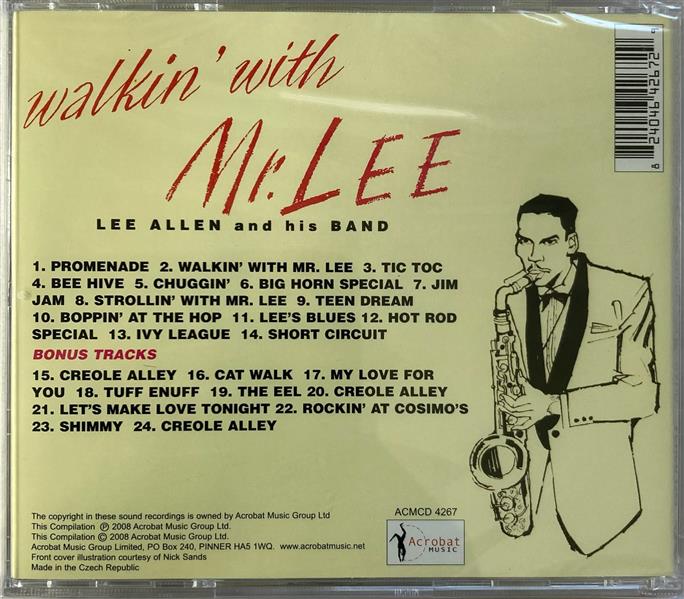 walkin' with
Mr. LEE
LEE ALLEN and his BAND
1. PROMENADE 2. WALKIN' WITH MR. LEE 3. TIC TOC
4. BEE HIVE 5. CHUGGIN' 6. BIG HORN SPECIAL 7. JIM
JAM 8. STROLLIN' WITH MR. LEE 9. TEEN DREAM
10. BOPPIN' AT THE HOP 11. LEE'S BLUES 12. HOT ROD
SPECIAL 13. IVY LEAGUE 14. SHORT CIRCUIT
BONUS TRACKS
15. CREOLE ALLEY 16. CAT WALK 17. MY LOVE FOR
YOU 18. TUFF ENUFF 19. THE EEL 20. CREOLE ALLEY
21. LET'S MAKE LOVE TONIGHT 22. ROCKIN' AT COSIMO'S
23. SHIMMY 24. CREOLE ALLEY
8 24046 42672 9
The copyright in these sound recordings is owned by Acrobat Music Group Ltd
This Compilation ℗ 2008 Acrobat Music Group Ltd.
This Compilation © 2008 Acrobat Music Group Ltd.
Acrobat Music Group Limited, PO Box 240, PINNER HA5 1WQ. www.acrobatmusic.net
Front cover illustration courtesy of Nick Sands
Made in the Czech Republic
ACMCD 4267
Acrobat
MUSIC